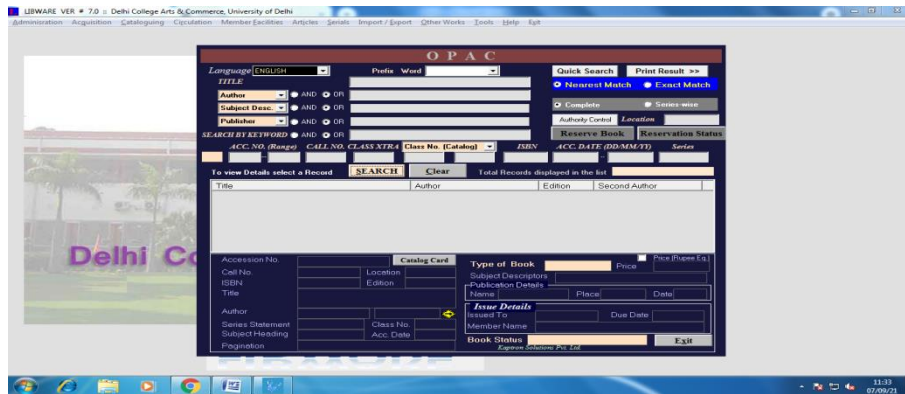 LIBWARE VER # 7.0 :: Delhi College Arts & Commerce, University of Delhi
Administration Acquisition Cataloguing Circulation Member Facilities Articles Serials Import / Export Other Works Tools Help Exit
O P A C
Language ENGLISH Prefix Word Quick Search Print Result >>
TITLE Nearest Match Exact Match
Author AND OR
Subject Desc. AND OR Complete Series-wise
Publisher AND OR Authority Control Location
SEARCH BY KEYWORD AND OR Reserve Book Reservation Status
ACC. NO. (Range) CALL NO. CLASS XTRA Class No. (Catalog) ISBN ACC. DATE (DD/MM/YY) Series
To view Details select a Record SEARCH Clear Total Records displayed in the list
Title Author Edition Second Author
Delhi Co
Accession No. Catalog Card Type of Book Price Price (Rupee Eq.)
Call No. Location Subject Descriptors
ISBN Edition Publication Details
Title Name Place Date
Issue Details
Author Issued To Due Date
Series Statement Class No. Member Name
Subject Heading Acc. Date
Pagination Book Status Exit
Kaptron Solutions Pvt. Ltd.
11:33
07/09/21